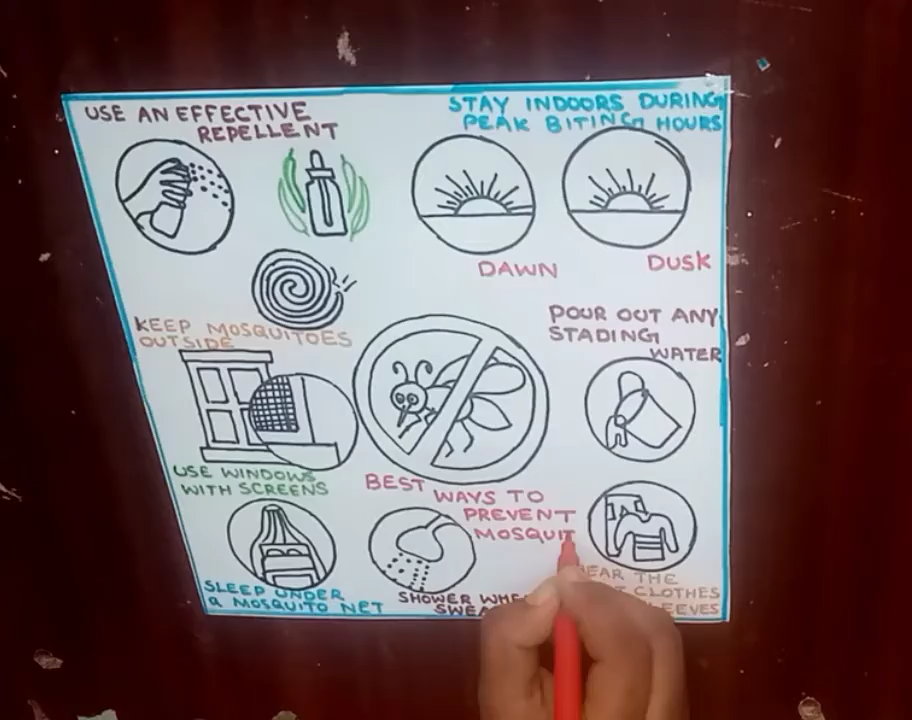 USE AN EFFECTIVE
REPELLENT
STAY INDOORS DURING
PEAK BITING HOURS
DAWN
DUSK
KEEP MOSQUITOES
OUTSIDE
POUR OUT ANY
STADING
WATER
USE WINDOWS
WITH SCREENS
BEST WAYS TO
PREVENT
MOSQUIT
SLEEP UNDER
a MOSQUITO NET
SHOWER
THE
CLOTHES